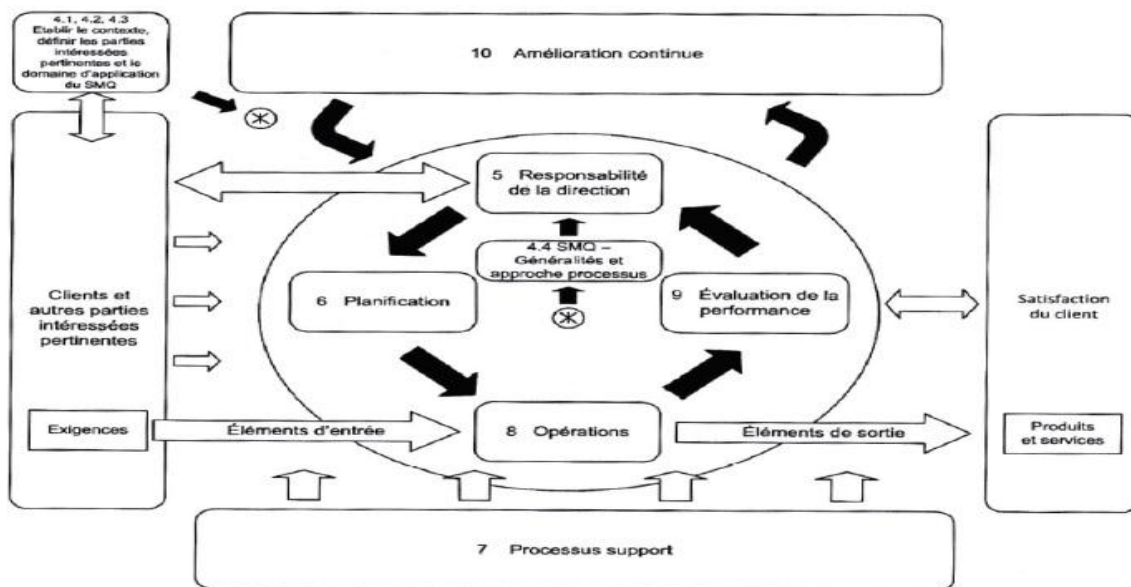 4.1, 4.2, 4.3
Etablir le contexte,
définir les parties
intéressées
pertinentes et le
domaine d'application
du SMQ
10 Amélioration continue
5 Responsabilité
de la direction
4.4 SMQ –
Généralités et
approche processus
6 Planification
9 Évaluation de la
performance
Clients et
autres parties
intéressées
pertinentes
Satisfaction
du client
Exigences
Éléments d'entrée
8 Opérations
Éléments de sortie
Produits
et services
7 Processus support